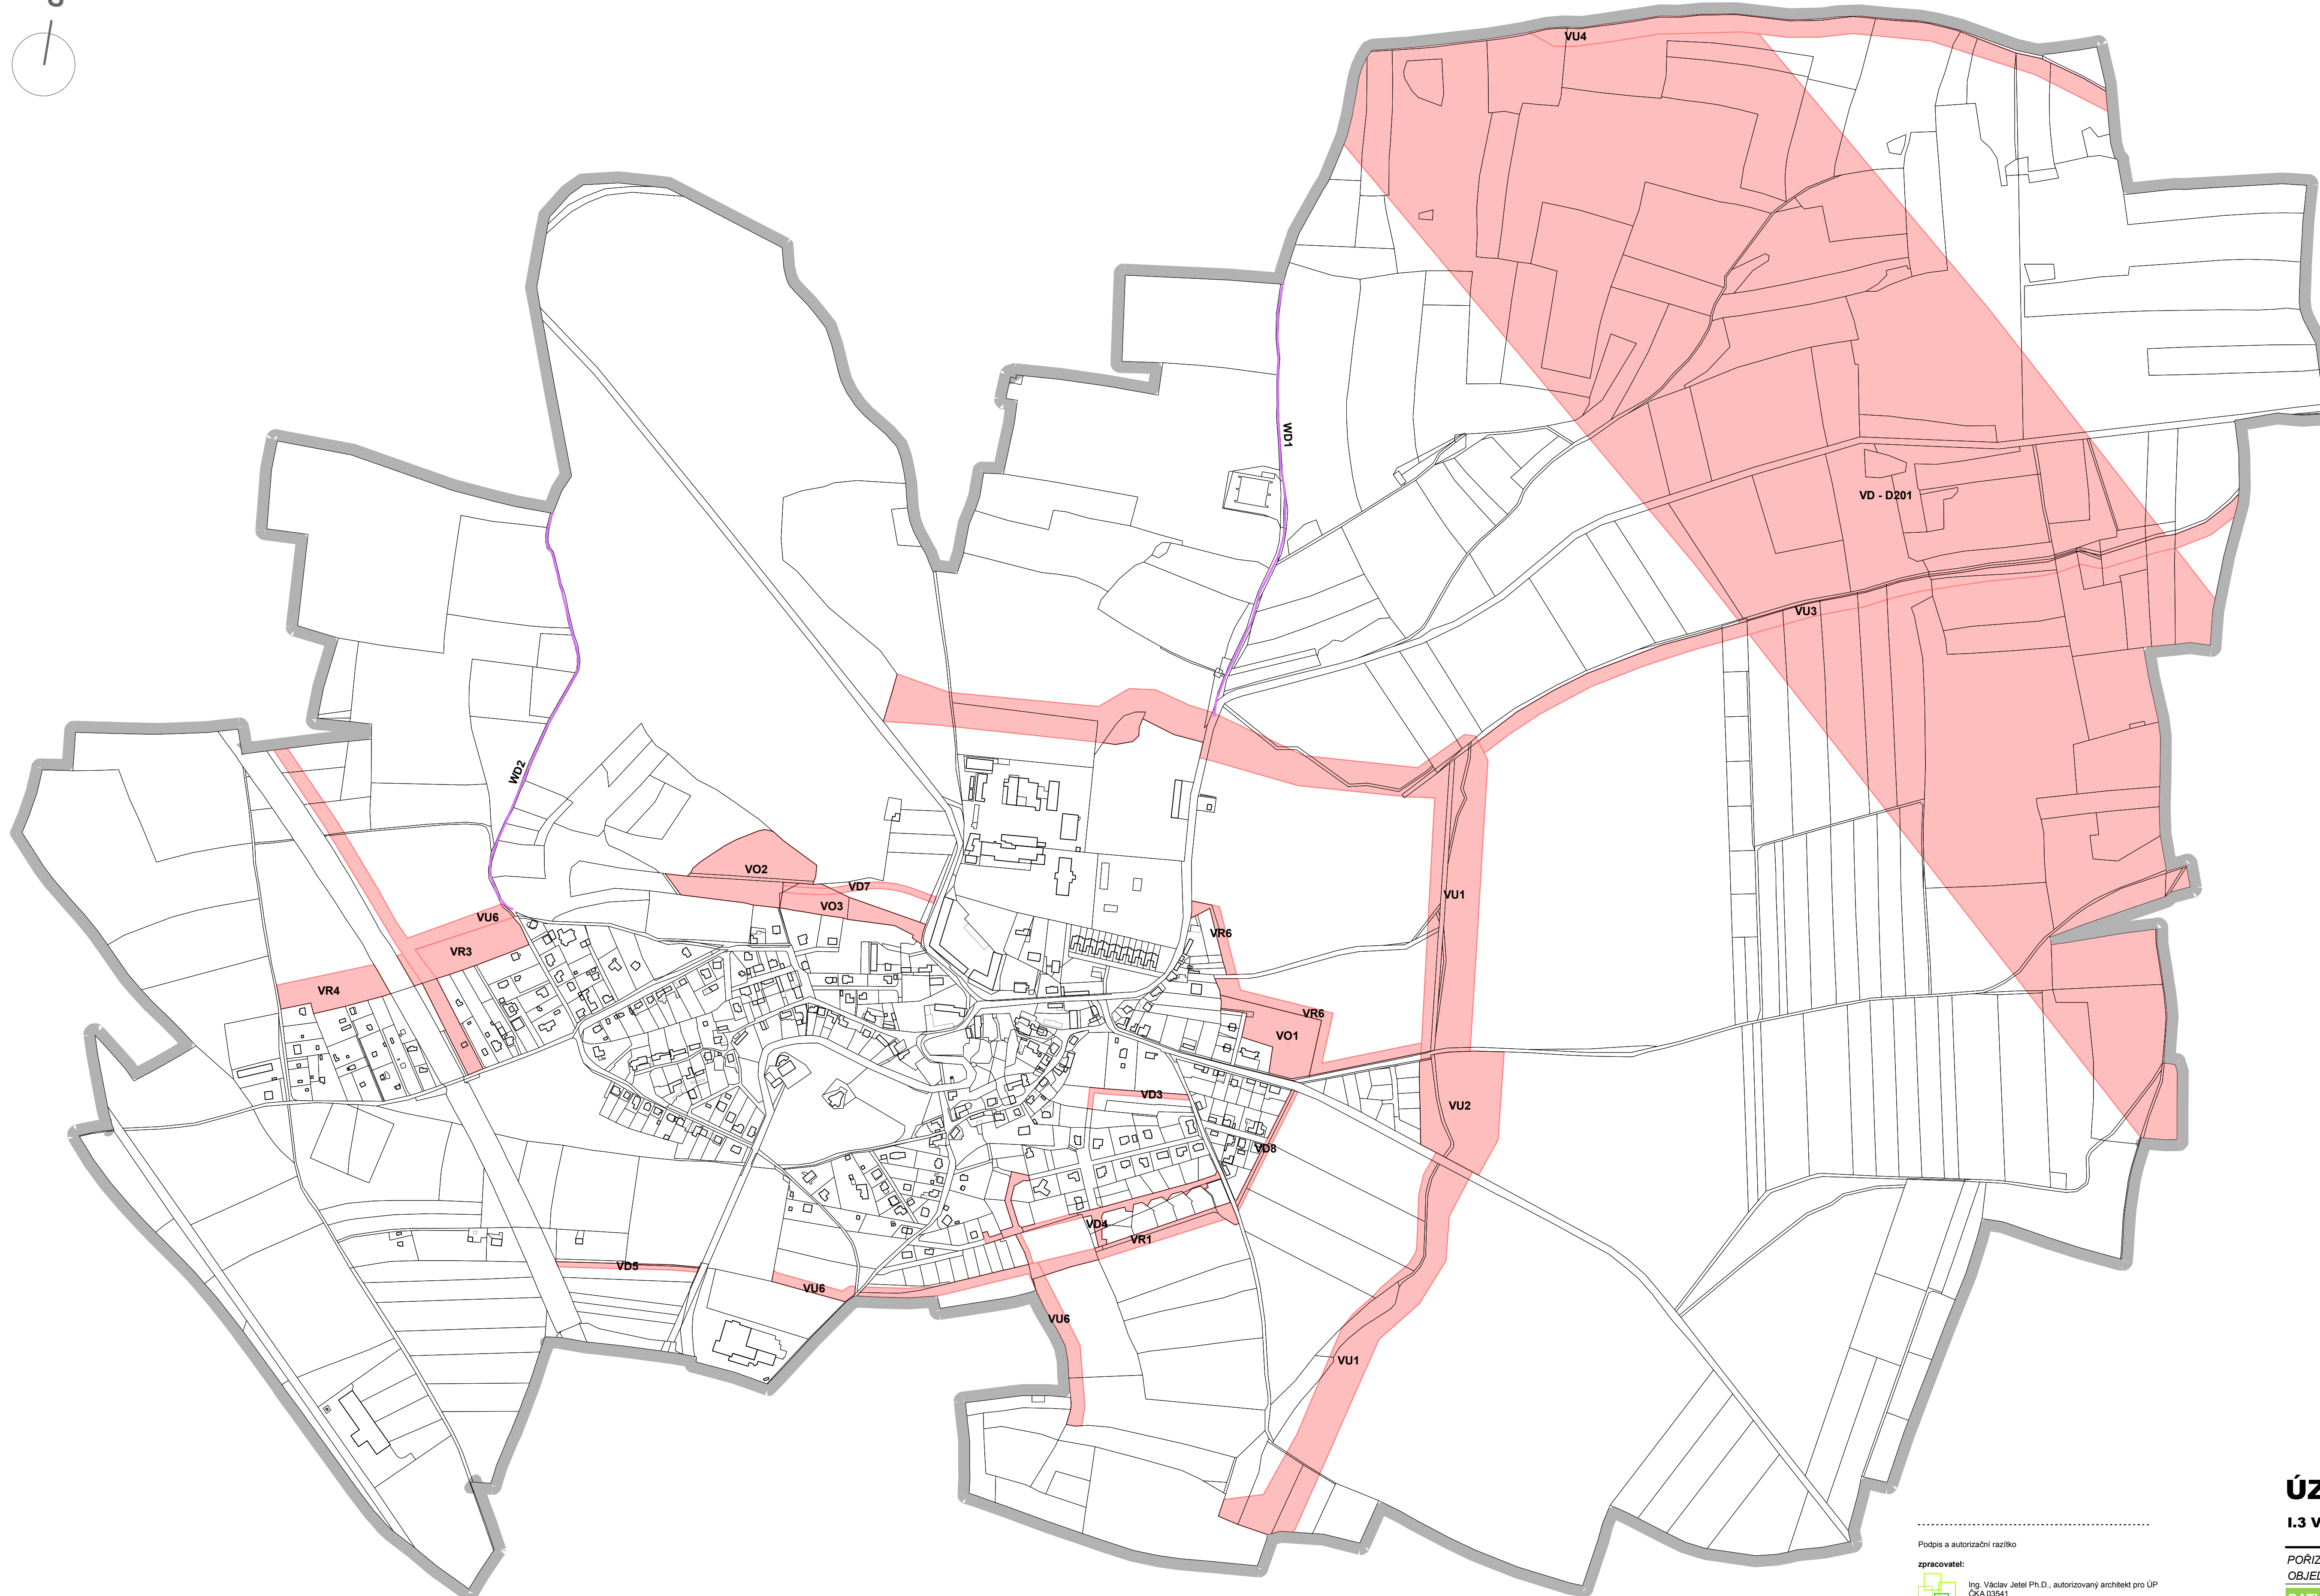 VU4
WD1
VD - D201
VU3
WD2
VO2
VD7
VU1
VO3
VU6
VR6
VR3
VR4
VR6
VO1
VD3
VU2
VD8
VD4
VR1
VD5
VU6
VU6
VU1
Podpis a autorizační razítko
zpracovatel:
Ing. Václav Jetel Ph.D., autorizovaný architekt pro ÚP
ČKA 03541
ÚZ
I.3 V
POŘIZ
OBJEI